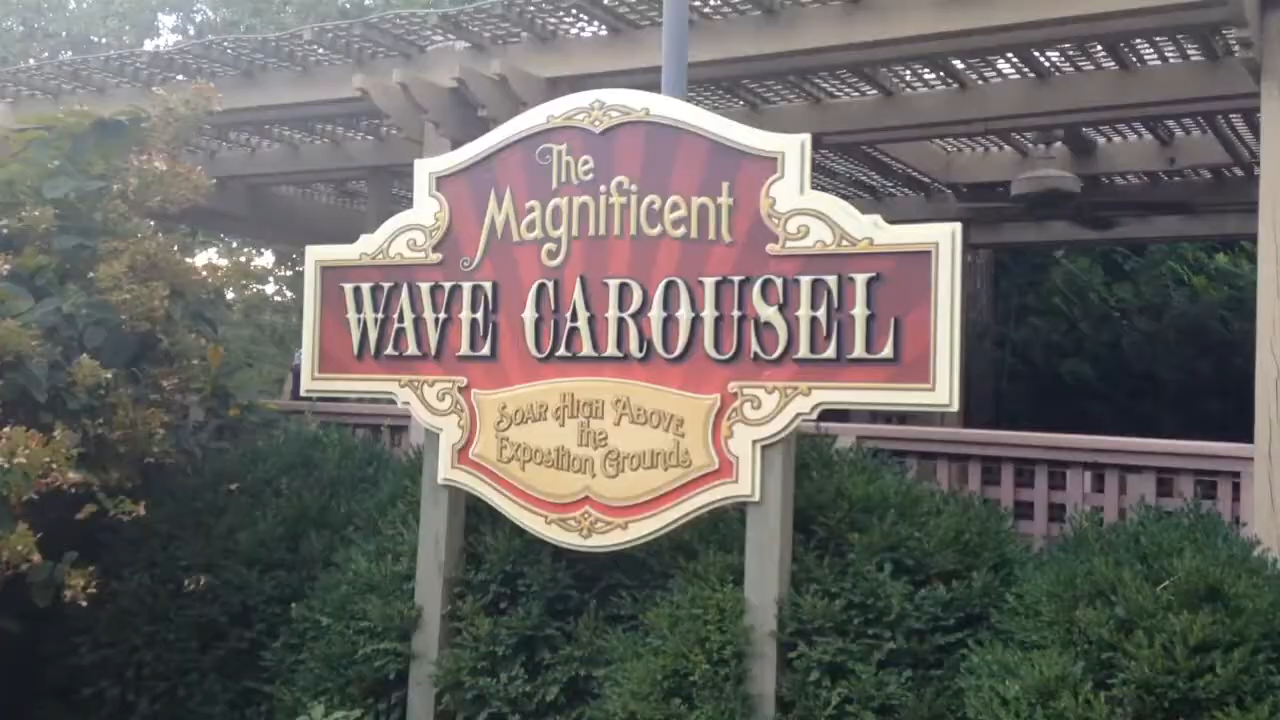 The
Magnificent
WAVE CAROUSEL
SOAR HIGH ABOVE
the
Exposition Grounds